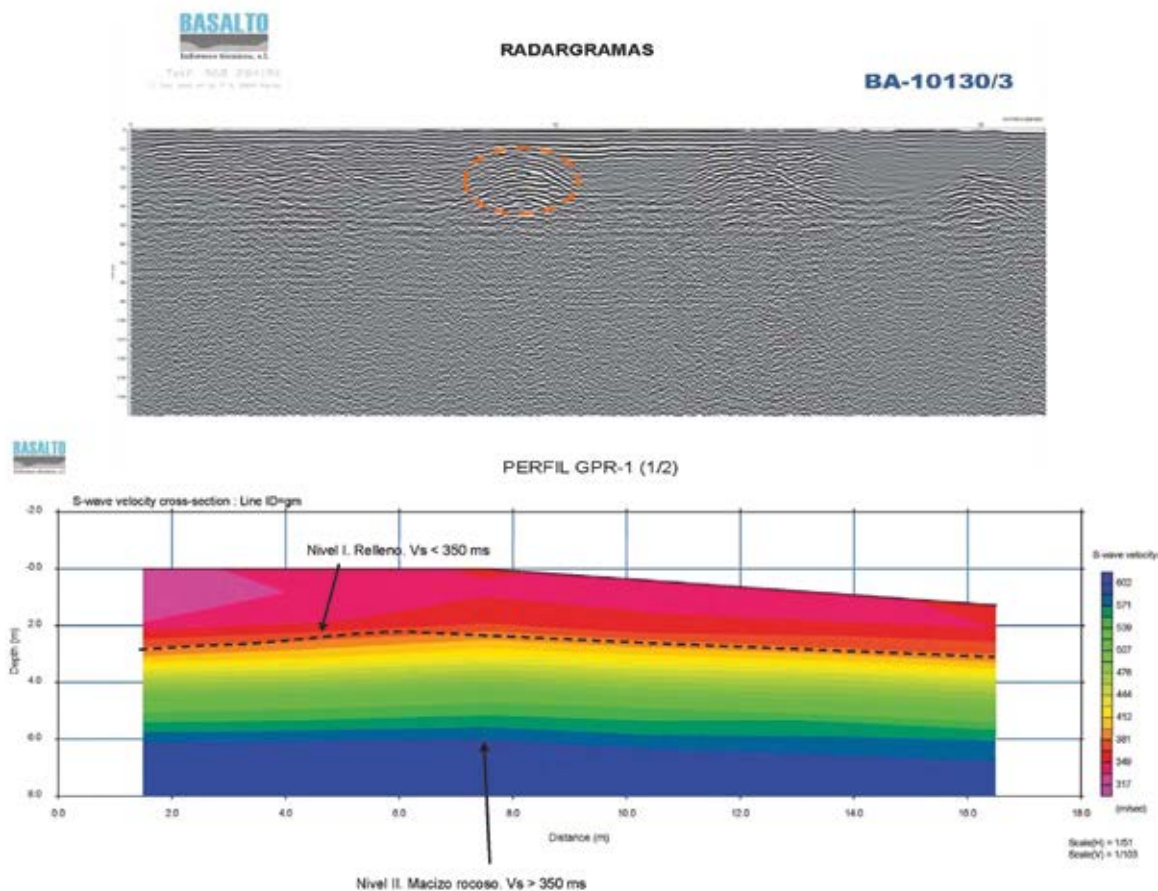 BASALTO
Informes técnicos, s.l.
RADARGRAMAS
BA-10130/3
BASALTO
PERFIL GPR-1 (1/2)
S-wave velocity cross-section : Line ID=gm
Nivel I. Relleno. Vs < 350 ms
-2.0
-0.0
2.0
4.0
6.0
8.0
Depth (m)
0.0 2.0 4.0 6.0 8.0 10.0 12.0 14.0 16.0 18.0
Distance (m)
S-wave velocity
602
571
539
507
476
444
412
381
349
317
(m/sec)
Scale(H) = 1/51
Scale(V) = 1/103
Nivel II. Macizo rocoso. Vs > 350 ms